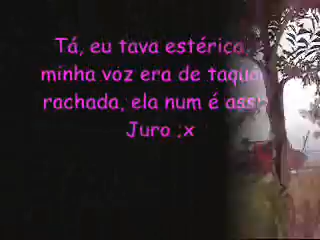 Tá, eu tava estérica,
minha voz era de taqua
rachada, ela num é ass
Juro ;x